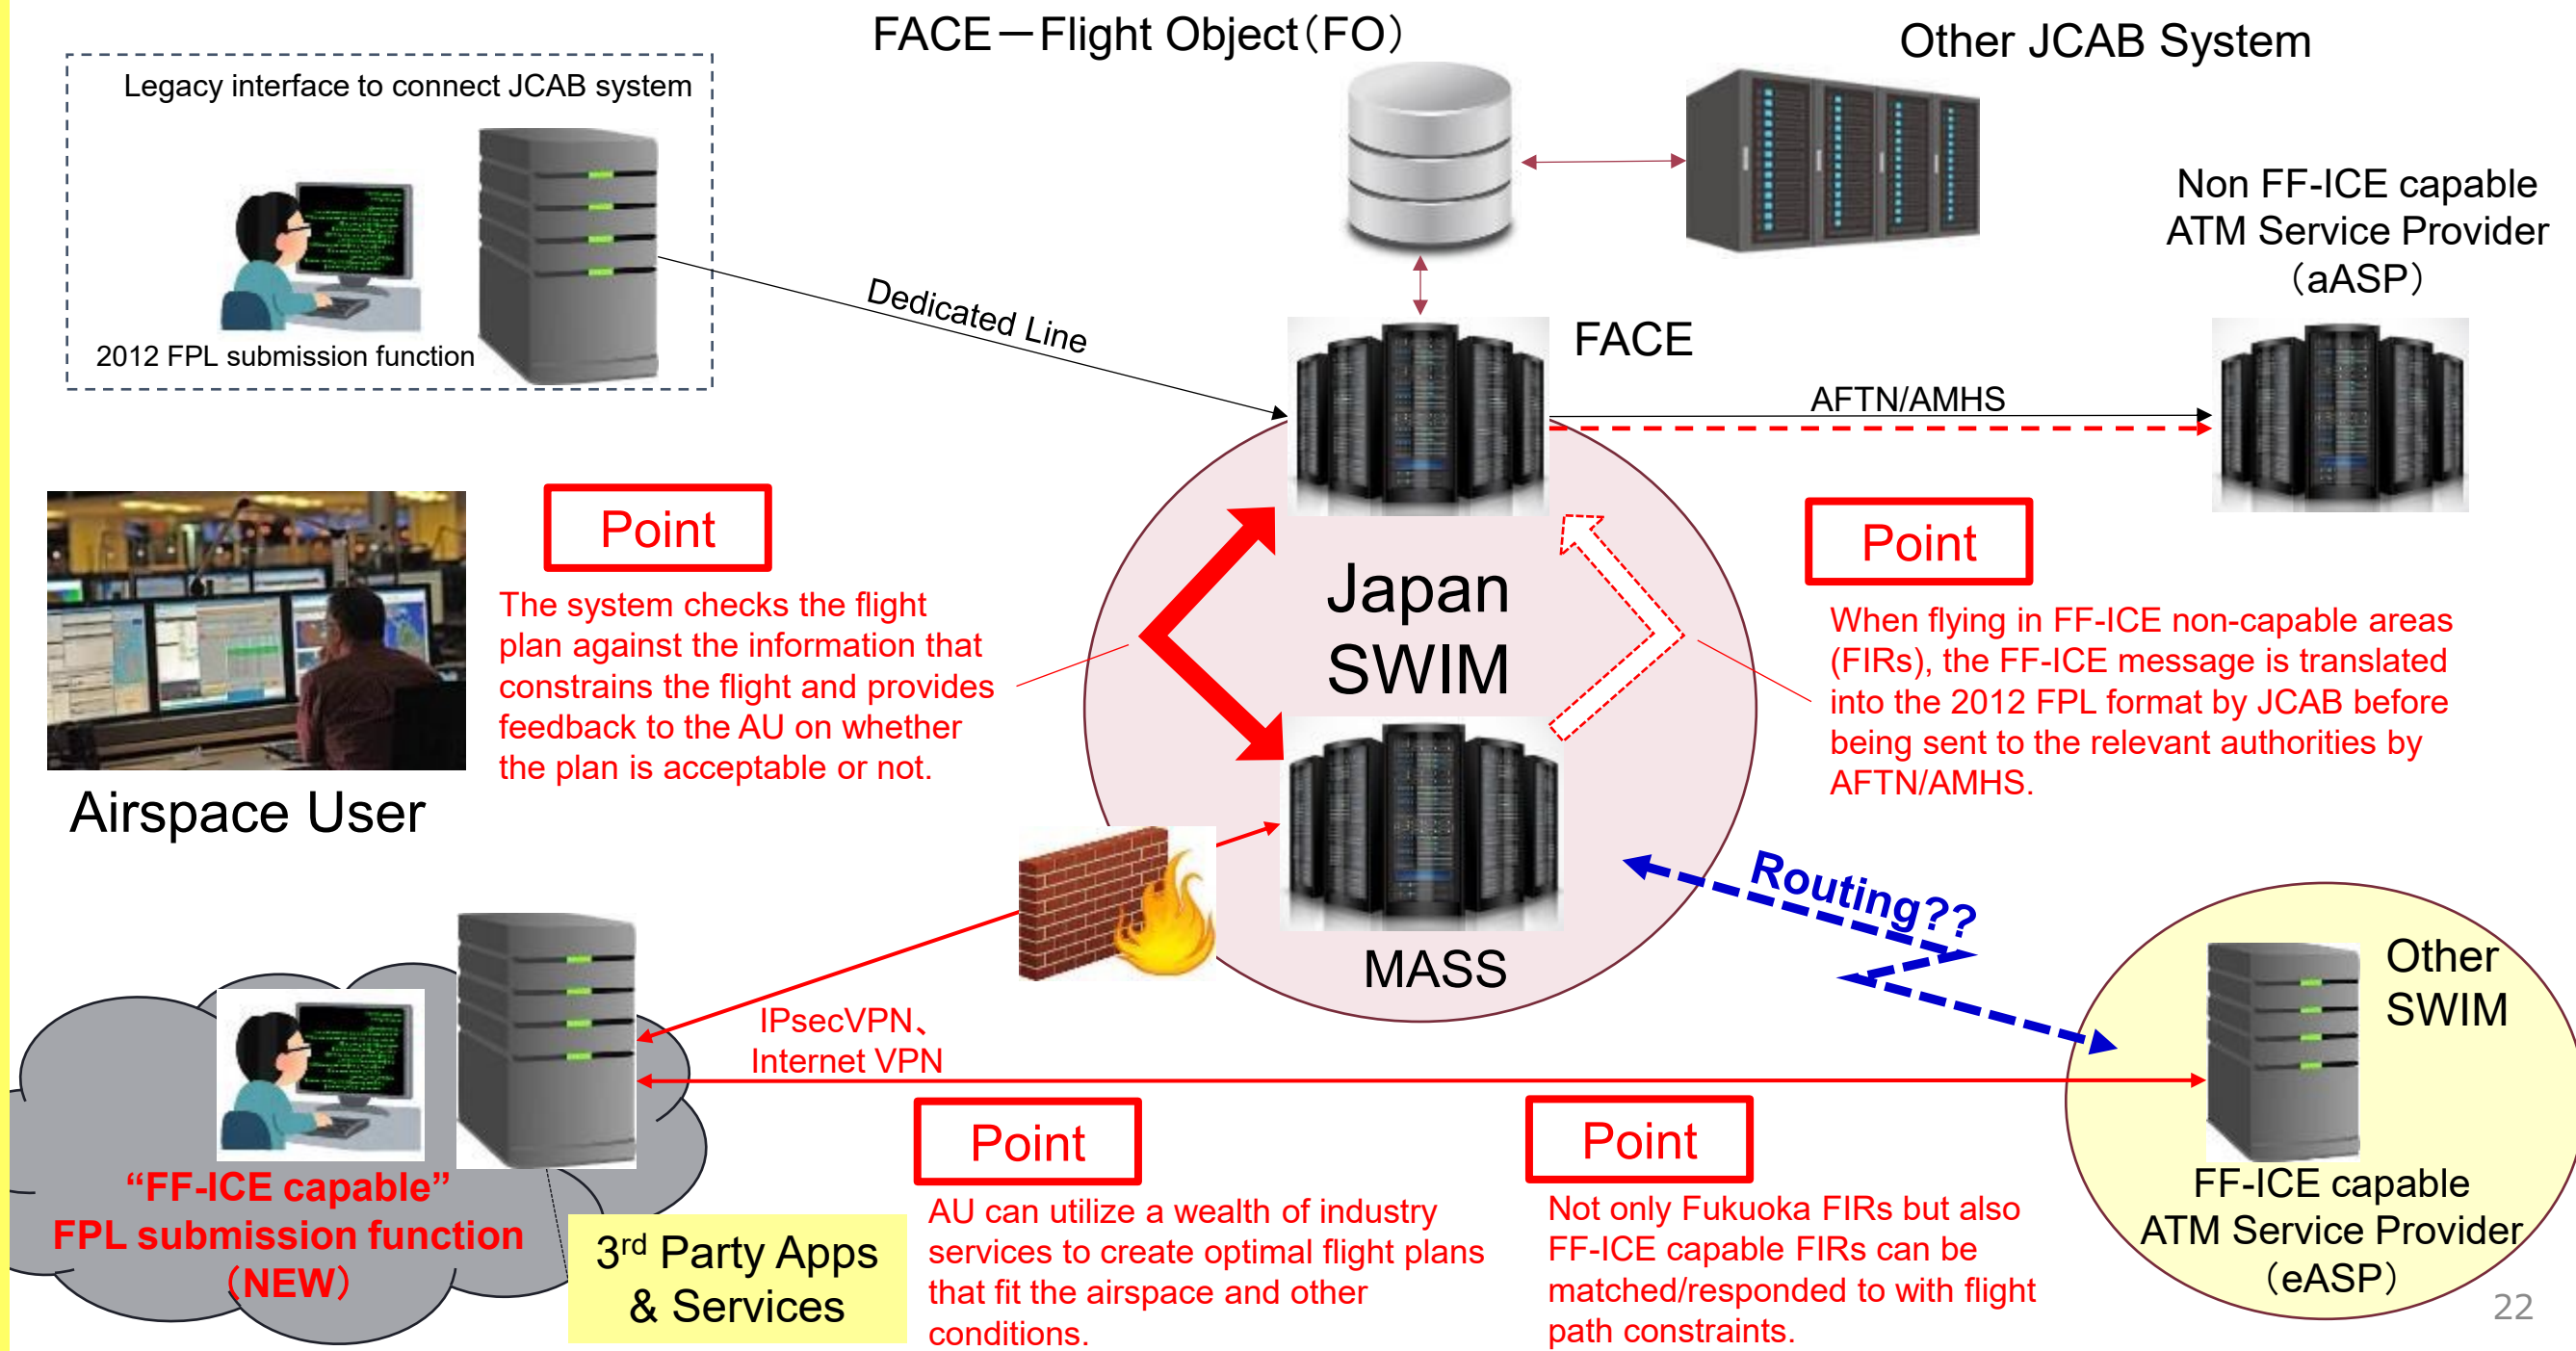 FACE－Flight Object（FO）
Other JCAB System
Legacy interface to connect JCAB system
2012 FPL submission function
Dedicated Line
FACE
Non FF-ICE capable
ATM Service Provider
（aASP）
AFTN/AMHS
Airspace User
Point
The system checks the flight
plan against the information that
constrains the flight and provides
feedback to the AU on whether
the plan is acceptable or not.
Japan
SWIM
MASS
Point
When flying in FF-ICE non-capable areas
(FIRs), the FF-ICE message is translated
into the 2012 FPL format by JCAB before
being sent to the relevant authorities by
AFTN/AMHS.
Routing??
IPsecVPN、
Internet VPN
“FF-ICE capable”
FPL submission function
（NEW）
3rd Party Apps
& Services
Point
AU can utilize a wealth of industry
services to create optimal flight plans
that fit the airspace and other
conditions.
Point
Not only Fukuoka FIRs but also
FF-ICE capable FIRs can be
matched/responded to with flight
path constraints.
Other
SWIM
FF-ICE capable
ATM Service Provider
（eASP）
22